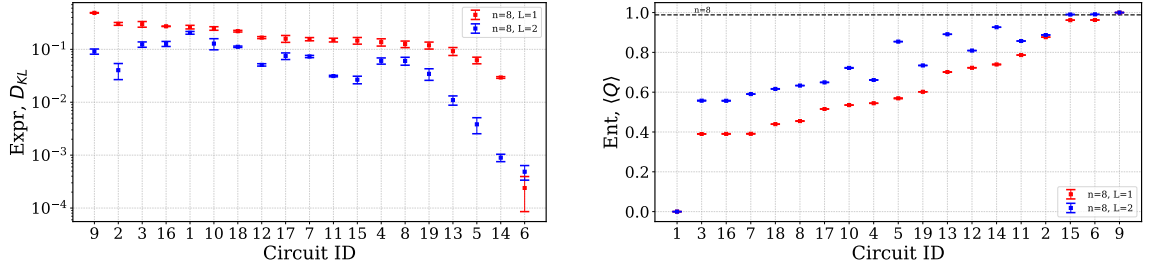 Expr, D_KL
10⁻¹
10⁻²
10⁻³
10⁻⁴
n=8, L=1
n=8, L=2
9 2 3 16 1 10 18 12 17 7 11 15 4 8 19 13 5 14 6
Circuit ID
Ent, ⟨Q⟩
1.0
0.8
0.6
0.4
0.2
0.0
n=8
n=8, L=1
n=8, L=2
1 3 16 7 18 8 17 10 4 5 19 13 12 14 11 2 15 6 9
Circuit ID